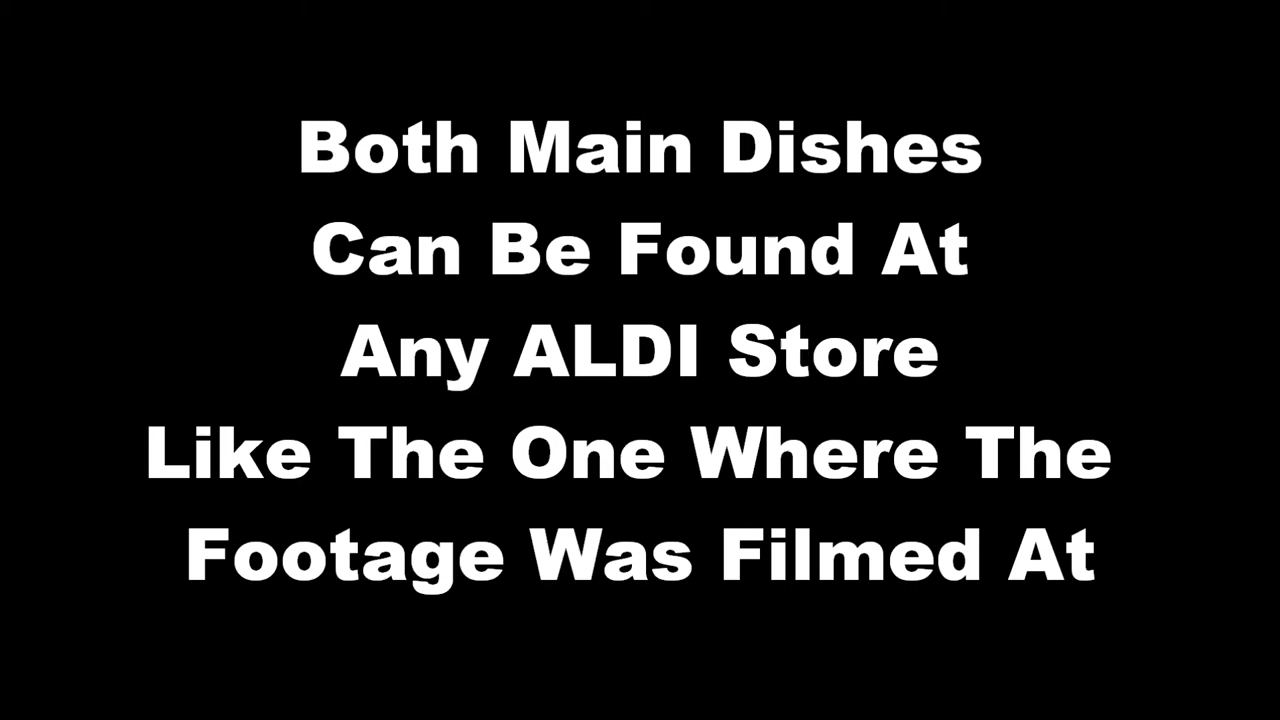 Both Main Dishes
Can Be Found At
Any ALDI Store
Like The One Where The
Footage Was Filmed At